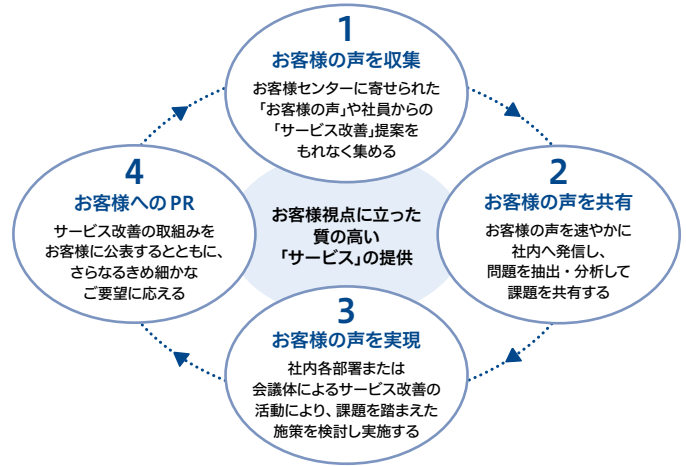 1
お客様の声を収集
お客様センターに寄せられた
「お客様の声」や社員からの
「サービス改善」提案を
もれなく集める
2
お客様の声を共有
お客様の声を速やかに
社内へ発信し、
問題を抽出・分析して
課題を共有する
3
お客様の声を実現
社内各部署または
会議体によるサービス改善の
活動により、課題を踏まえた
施策を検討し実施する
4
お客様へのPR
サービス改善の取組みを
お客様に公表するとともに、
さらなるきめ細かな
ご要望に応える
お客様視点に立った
質の高い
「サービス」の提供